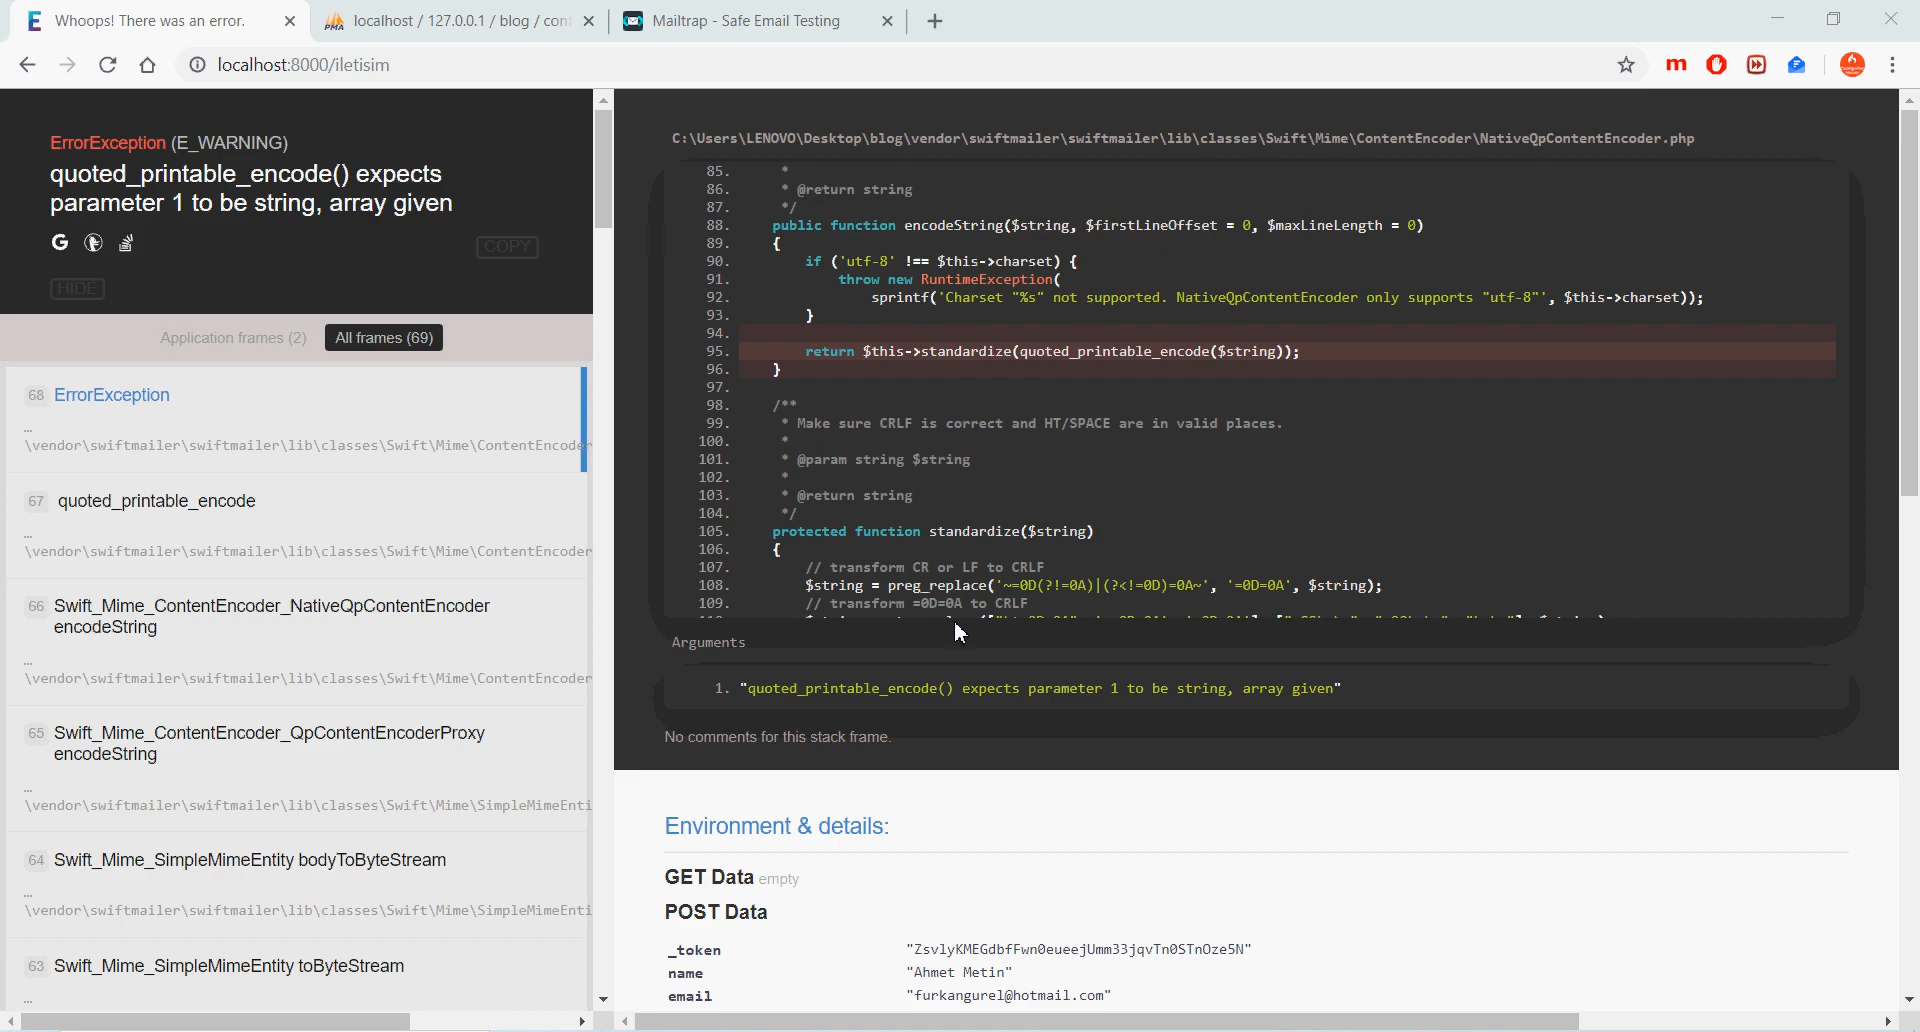 Whoops! There was an error.
localhost / 127.0.0.1 / blog / cont
Mailtrap - Safe Email Testing
localhost:8000/iletisim
ErrorException (E_WARNING)
quoted_printable_encode() expects
parameter 1 to be string, array given
COPY
HIDE
Application frames (2)
All frames (69)
68 ErrorException
…
\vendor\swiftmailer\swiftmailer\lib\classes\Swift\Mime\ContentEncoder
67 quoted_printable_encode
…
\vendor\swiftmailer\swiftmailer\lib\classes\Swift\Mime\ContentEncoder
66 Swift_Mime_ContentEncoder_NativeQpContentEncoder
encodeString
…
\vendor\swiftmailer\swiftmailer\lib\classes\Swift\Mime\ContentEncoder
65 Swift_Mime_ContentEncoder_QpContentEncoderProxy
encodeString
…
\vendor\swiftmailer\swiftmailer\lib\classes\Swift\Mime\SimpleMimeEnti
64 Swift_Mime_SimpleMimeEntity bodyToByteStream
…
\vendor\swiftmailer\swiftmailer\lib\classes\Swift\Mime\SimpleMimeEnti
63 Swift_Mime_SimpleMimeEntity toByteStream
…
C:\Users\LENOVO\Desktop\blog\vendor\swiftmailer\swiftmailer\lib\classes\Swift\Mime\ContentEncoder\NativeQpContentEncoder.php
85. *
86. * @return string
87. */
88. public function encodeString($string, $firstLineOffset = 0, $maxLineLength = 0)
89. {
90. if ('utf-8' !== $this->charset) {
91. throw new RuntimeException(
92. sprintf('Charset "%s" not supported. NativeQpContentEncoder only supports "utf-8"', $this->charset));
93. }
94.
95. return $this->standardize(quoted_printable_encode($string));
96. }
97.
98. /**
99. * Make sure CRLF is correct and HT/SPACE are in valid places.
100. *
101. * @param string $string
102. *
103. * @return string
104. */
105. protected function standardize($string)
106. {
107. // transform CR or LF to CRLF
108. $string = preg_replace('~=0D(?!=0A)|(?<!=0D)=0A~', '=0D=0A', $string);
109. // transform =0D=0A to CRLF
Arguments
1. "quoted_printable_encode() expects parameter 1 to be string, array given"
No comments for this stack frame.
Environment & details:
GET Data empty
POST Data
_token "ZsvlyKMEGdbfFwn0eueejUmm33jqvTn0STnOze5N"
name "Ahmet Metin"
email "furkangurel@hotmail.com"